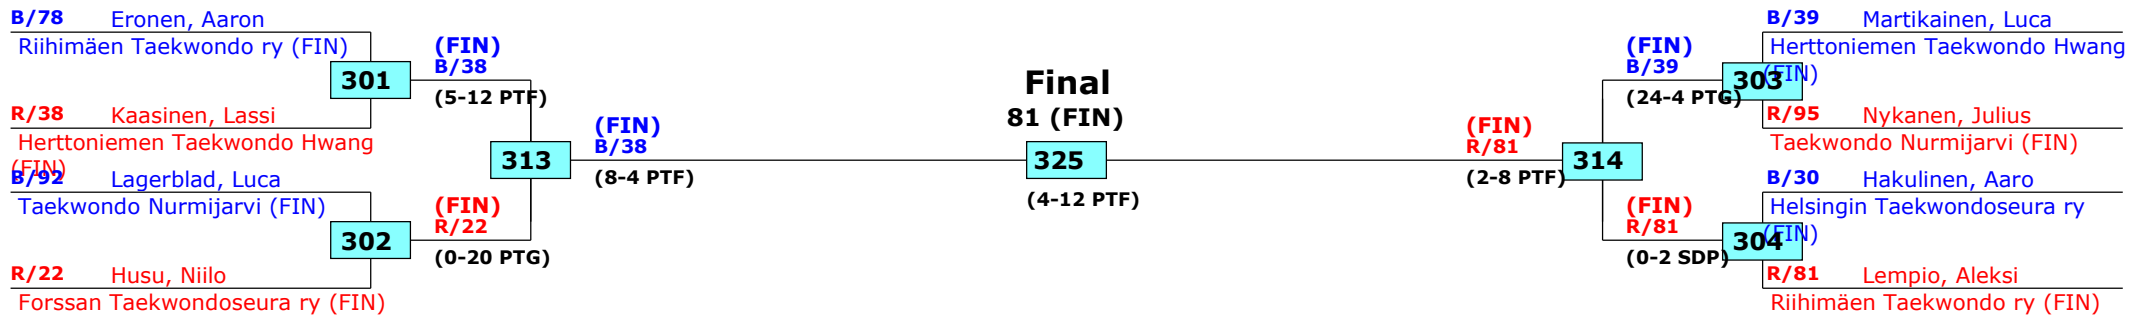 B/78 Eronen, Aaron
Riihimäen Taekwondo ry (FIN)
301
R/38 Kaasinen, Lassi
Herttoniemen Taekwondo Hwang
(FIN)
B/92 Lagerblad, Luca
Taekwondo Nurmijarvi (FIN)
302
R/22 Husu, Niilo
Forssan Taekwondoseura ry (FIN)
(FIN)
B/38
(5-12 PTF)
313
(FIN)
R/22
(0-20 PTG)
(FIN)
B/38
(8-4 PTF)
Final
81 (FIN)
325
(4-12 PTF)
(FIN)
R/81
(2-8 PTF)
314
(FIN)
B/39
(24-4 PTG)
(FIN)
R/81
(0-2 SDP)
B/39 Martikainen, Luca
Herttoniemen Taekwondo Hwang
(FIN)
303
R/95 Nykanen, Julius
Taekwondo Nurmijarvi (FIN)
B/30 Hakulinen, Aaro
Helsingin Taekwondoseura ry
(FIN)
304
R/81 Lempio, Aleksi
Riihimäen Taekwondo ry (FIN)